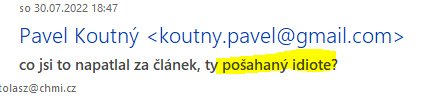 so 30.07.2022 18:47
Pavel Koutný <koutny.pavel@gmail.com>
co jsi to napatlal za článek, ty pošahaný idiote?
tolasz@chmi.cz